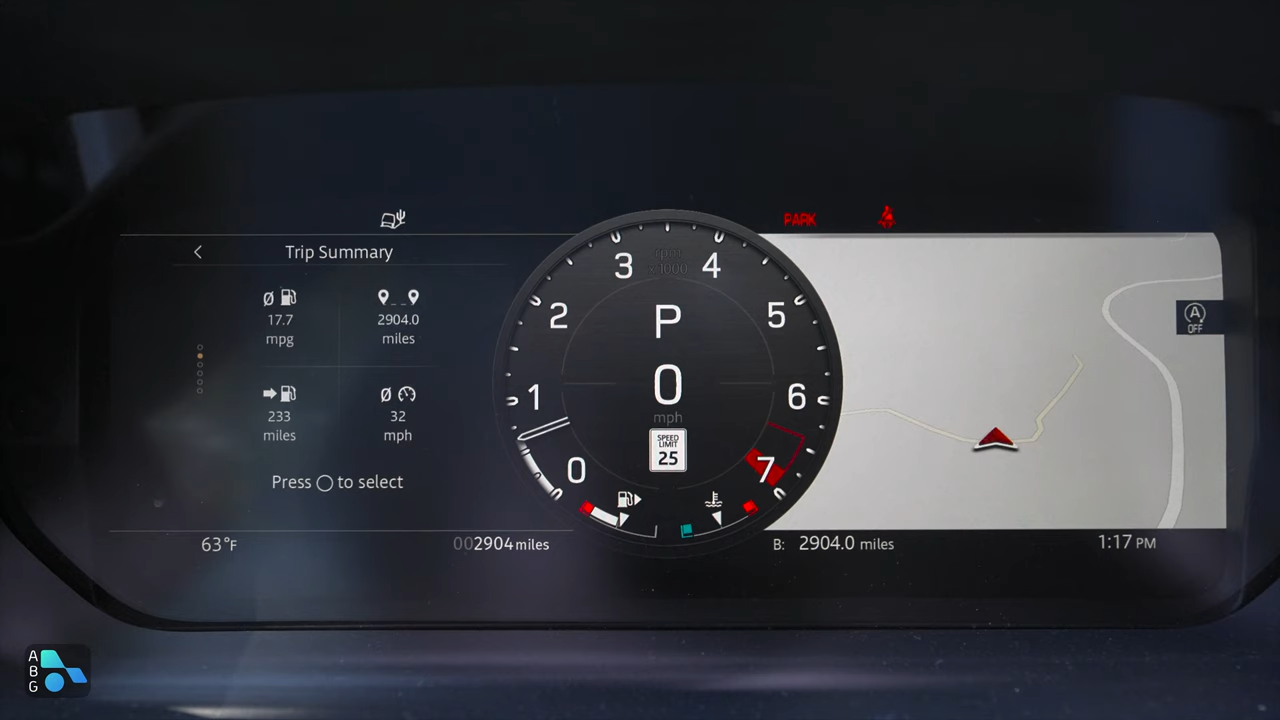 PARK
Trip Summary
17.7
mpg
2904.0
miles
233
miles
32
mph
Press to select
63°F
002904 miles
rpm
x1000
0
1
2
3
4
5
6
7
P
0
mph
SPEED
LIMIT
25
A
OFF
B: 2904.0 miles
1:17 PM
A
B
G